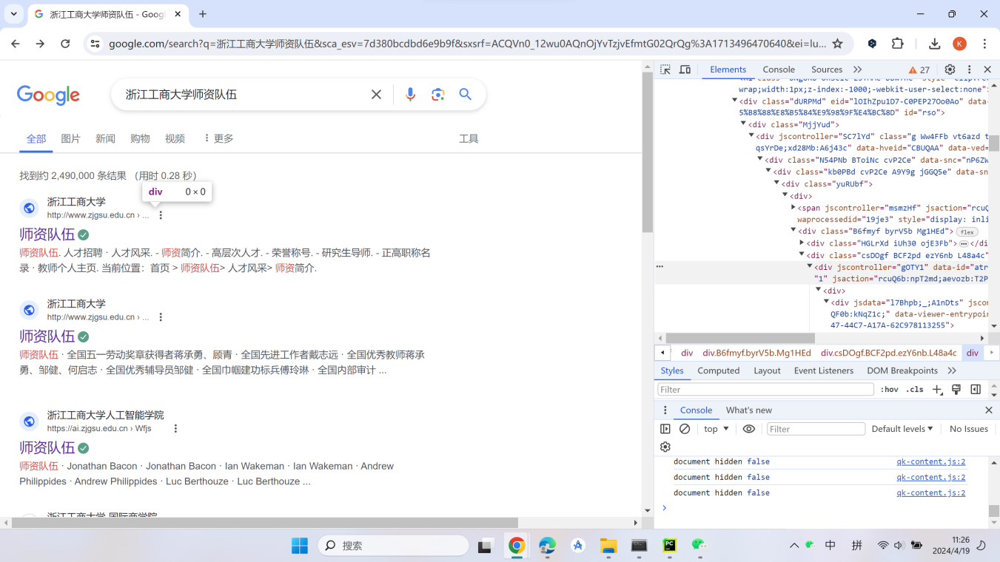 浙江工商大学师资队伍 - Goog
google.com/search?q=浙江工商大学师资队伍&sca_esv=7d380bcdbd6e9b9f&sxsrf=ACQVn0_12wu0AQnOjYvTzjvEfmtG02QrQg%3A1713496470640&ei=lu...
K
Google
浙江工商大学师资队伍
全部 图片 新闻 购物 视频 更多 工具
找到约 2,490,000 条结果 （用时 0.28 秒）
div 0 × 0
浙江工商大学
http://www.zjgsu.edu.cn › ...
师资队伍
师资队伍. 人才招聘 · 人才风采. - 师资简介. - 高层次人才. - 荣誉称号. - 研究生导师. - 正高职称名
录 · 教师个人主页. 当前位置：首页 > 师资队伍> 人才风采> 师资简介.
浙江工商大学
http://www.zjgsu.edu.cn › ...
师资队伍
师资队伍 · 全国五一劳动奖章获得者蒋承勇、顾青 · 全国先进工作者戴志远 · 全国优秀教师蒋承
勇、邹健、何启志 · 全国优秀辅导员邹健 · 全国巾帼建功标兵傅玲琳 · 全国内部审计 ...
浙江工商大学人工智能学院
https://ai.zjgsu.edu.cn › Wfjs
师资队伍
师资队伍 · Jonathan Bacon · Jonathan Bacon · Ian Wakeman · Ian Wakeman · Andrew
Philippides · Andrew Philippides · Luc Berthouze · Luc Berthouze ...
浙江工商大学 国际商学院
Elements Console Sources 27
wrap;width:1px;z-index:-1000;-webkit-user-select:none"
<div class="dURPMd" eid="lOIhZpu1D7-C0PEP27Oo0Ao" data-
5%B8%88%E8%B5%84%E9%98%9F%E4%BC%8D" id="rso">
<div class="MjjYud">
<div jscontroller="SC7lYd" class="g Ww4FFb vt6azd t
qsYrDe;xd28Mb:A6j43c" data-hveid="CBUQAA" data-ved=
<div class="N54PNb BToiNc cvP2Ce" data-snc="nP6ZW
<div class="kb0PBd cvP2Ce A9Y9g jGGQ5e" data-sn
<div class="yuRUbf">
<div>
<span jscontroller="msmzHf" jsaction="rcuQ
waprocessedid="19je3" style="display: inli
<div class="B6fmyf byrV5b Mg1HEd"> flex
<div class="HGLrXd iUh30 ojE3Fb"> ... </di
<div class="csDOgf BCF2pd ezY6nb L48a4c"
<div jscontroller="gOTY1" data-id="atr
"1" jsaction="rcuQ6b:npT2md;aevozb:T2P
<div>
<div jsdata="l7Bhpb;_;A1nDts" jscon
QF0b:kNqZ1c;" data-viewer-entrypoin
47-44C7-A17A-62C978113255">
div div.B6fmyf.byrV5b.Mg1HEd div.csDOgf.BCF2pd.ezY6nb.L48a4c div
Styles Computed Layout Event Listeners DOM Breakpoints
Filter :hov .cls
Console What's new
top Filter Default levels No Issues
document hidden false qk-content.js:2
document hidden false qk-content.js:2
document hidden false qk-content.js:2
搜索
PC
中 拼
11:26
2024/4/19